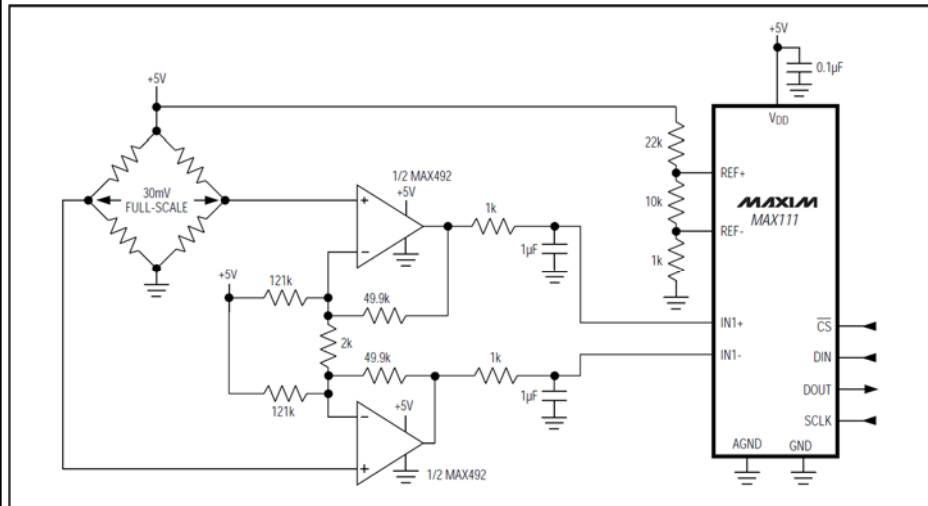 +5V
0.1µF
+5V
VDD
22k
REF+
30mV
FULL-SCALE
1/2 MAX492
+5V
+
−
1k
10k
MAXIM
MAX111
REF-
1k
1µF
+5V
121k
49.9k
2k
IN1+
CS
49.9k
1k
IN1-
DIN
121k
+5V
1µF
DOUT
−
+
SCLK
1/2 MAX492
AGND
GND